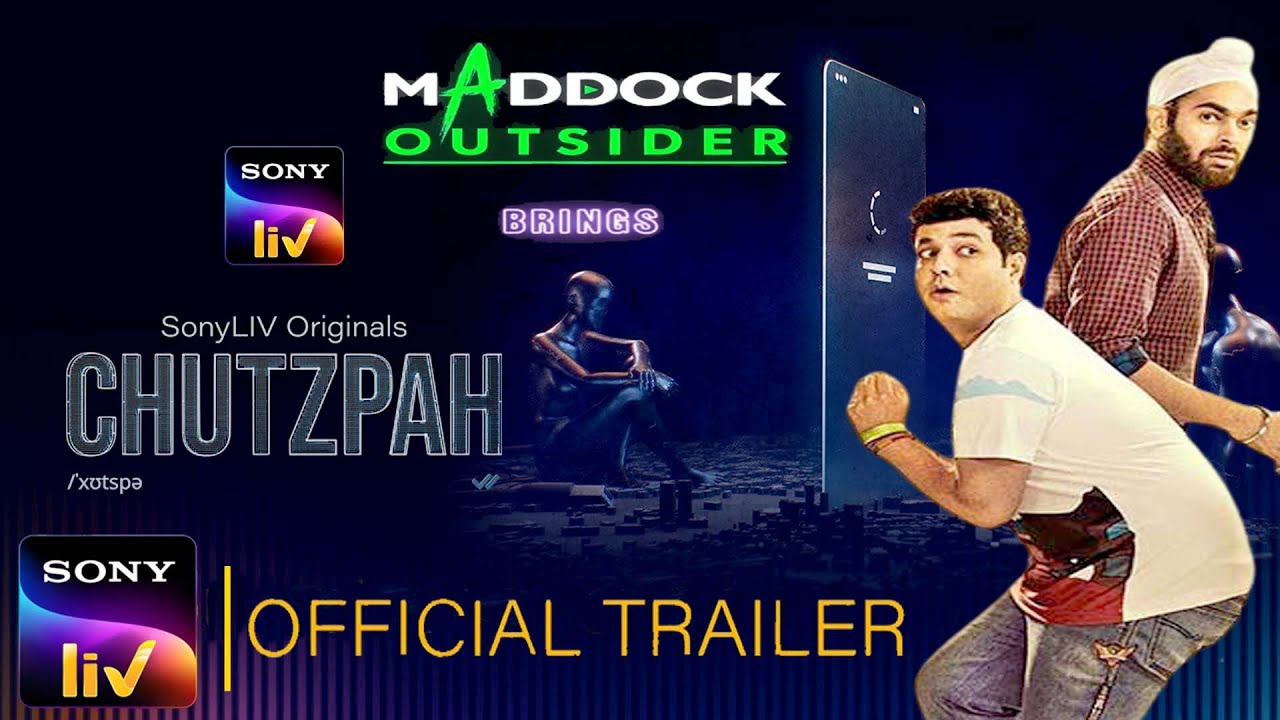 MADDOCK
OUTSIDER
BRINGS
SONY
liv
SonyLIV Originals
CHUTZPAH
/ˈxʊtspə
SONY
liv
OFFICIAL TRAILER